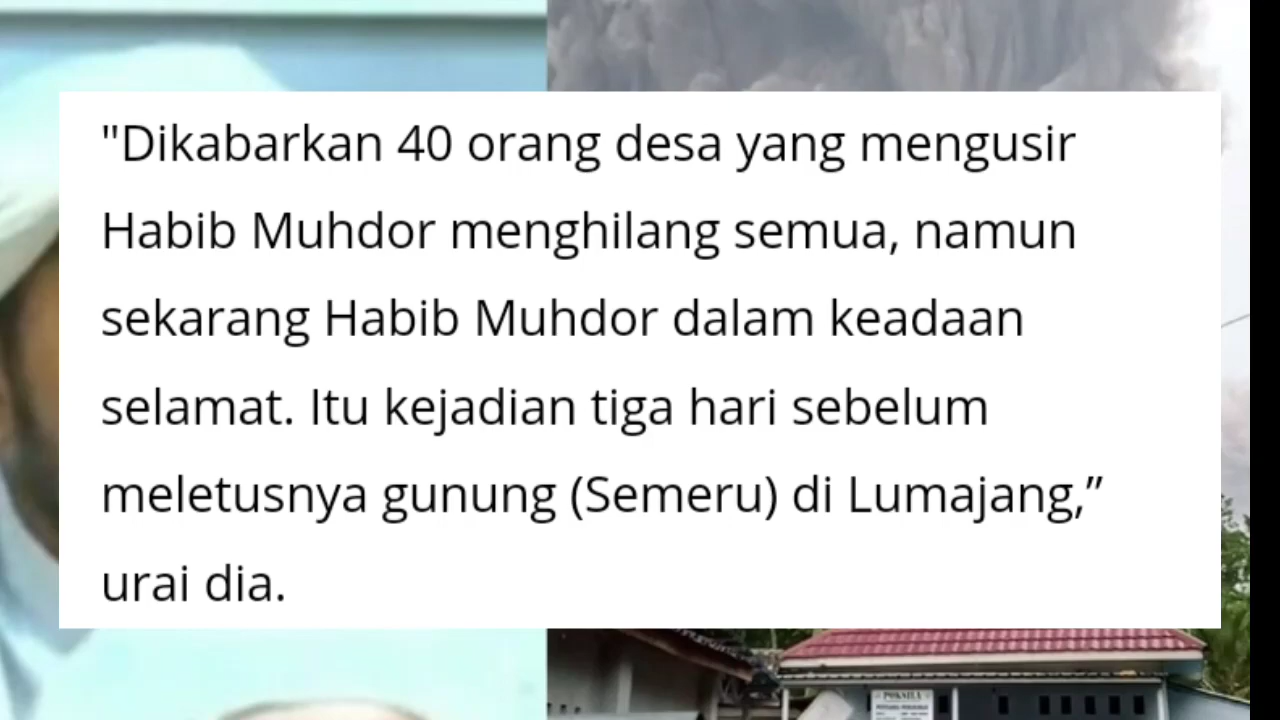 "Dikabarkan 40 orang desa yang mengusir
Habib Muhdor menghilang semua, namun
sekarang Habib Muhdor dalam keadaan
selamat. Itu kejadian tiga hari sebelum
meletusnya gunung (Semeru) di Lumajang,”
urai dia.